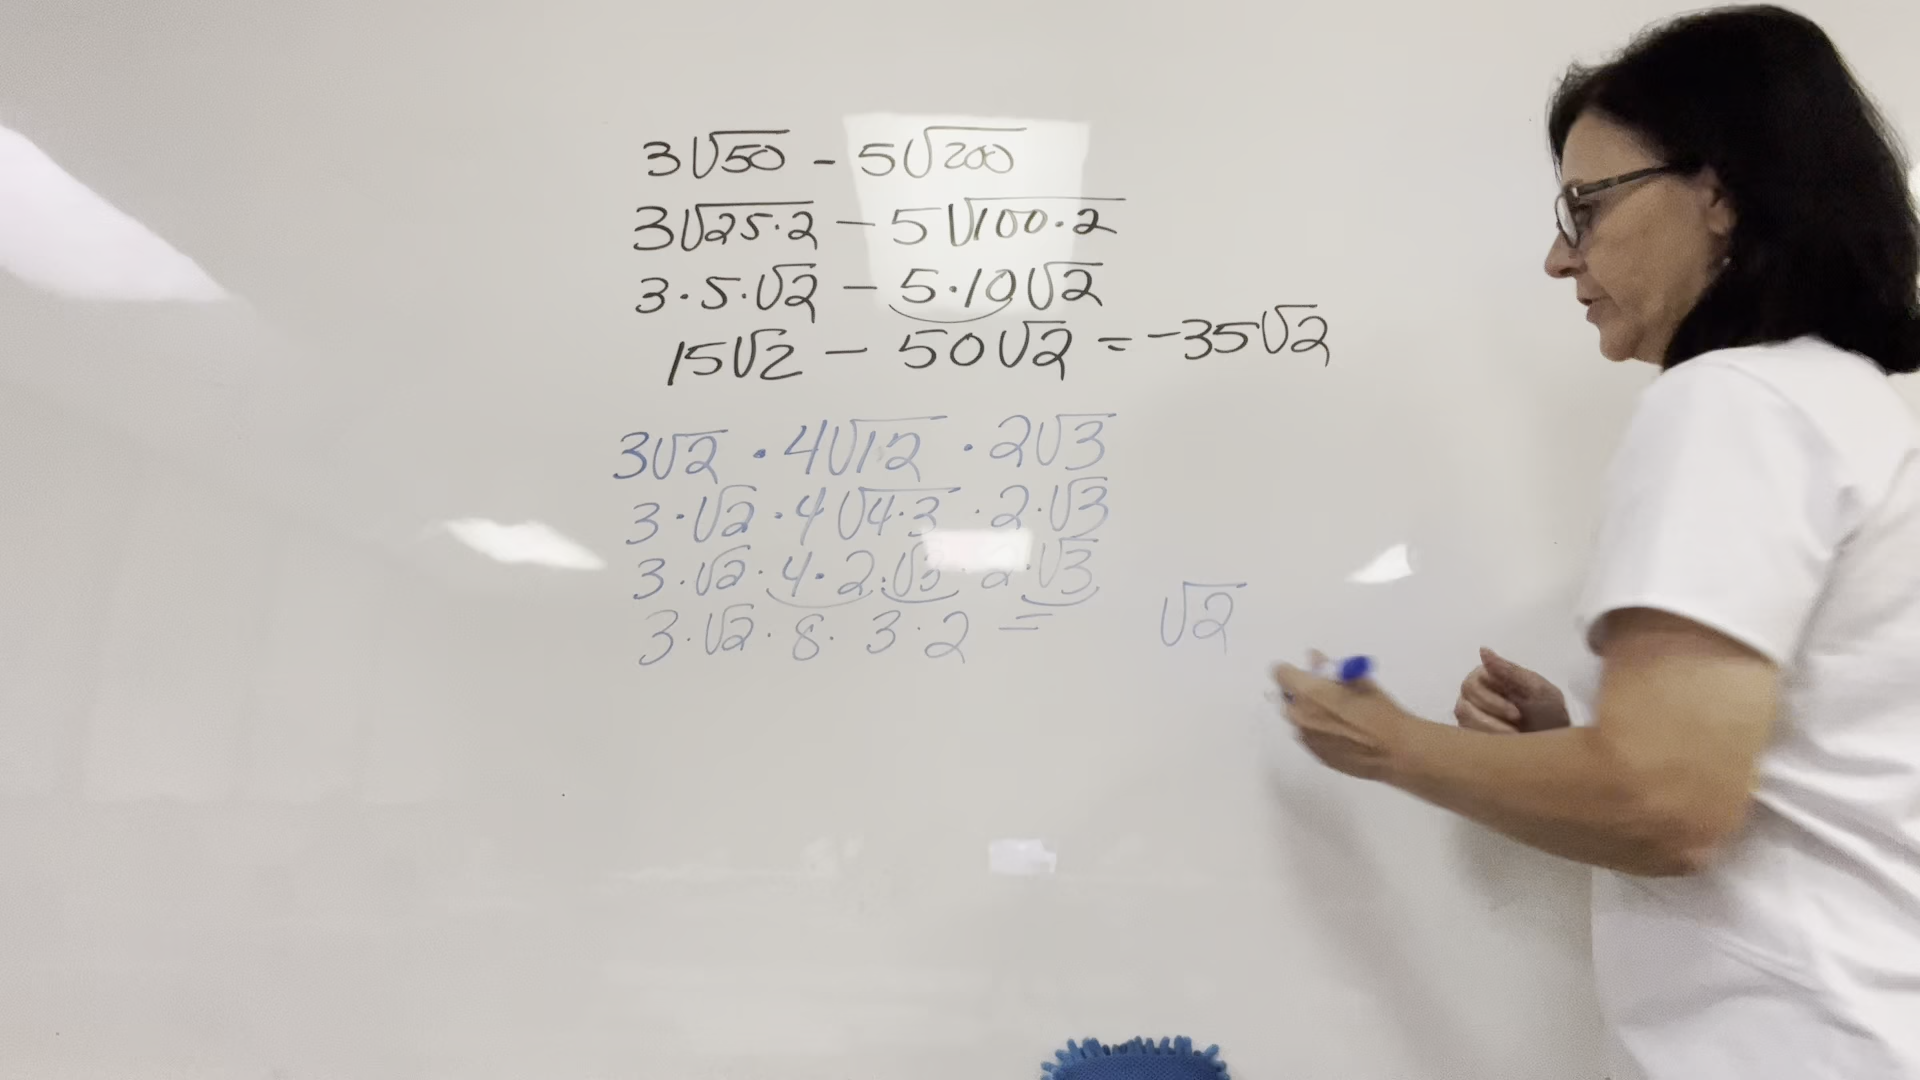 3√50 - 5√200
3√25·2 - 5√100·2
3·5·√2 - 5·10√2
15√2 - 50√2 = -35√2
3√2 · 4√12 · 2√3
3·√2·4√4·3 ·2·√3
3·√2·4·2·√3·2·√3
3·√2·8·3·2 = √2